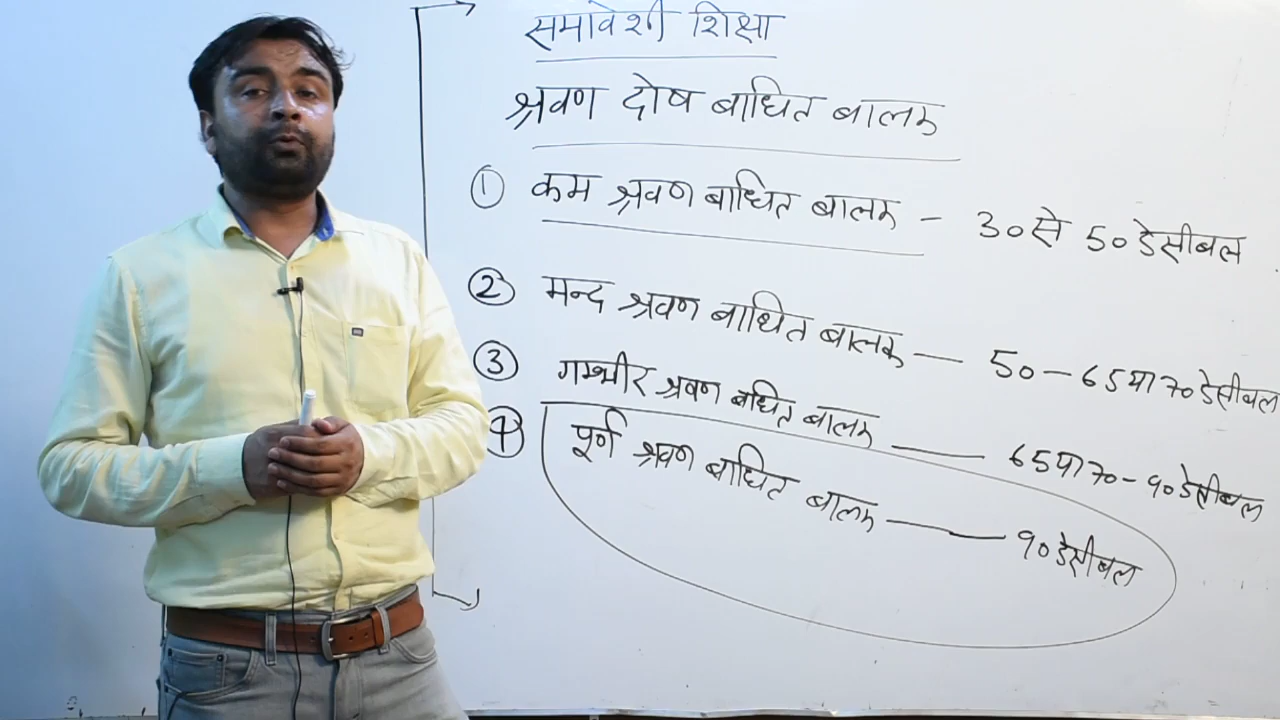 समावेशी शिक्षा
श्रवण दोष बाधित बालक
① कम श्रवण बाधित बालक - 30 से 50 डेसीबल
② मन्द श्रवण बाधित बालक — 50 - 65 या 70 डेसीबल
③ गम्भीर श्रवण बधित बालक — 65 या 70 - 90 डेसीबल
④ पूर्ण श्रवण बाधित बालक — 90 डेसीबल